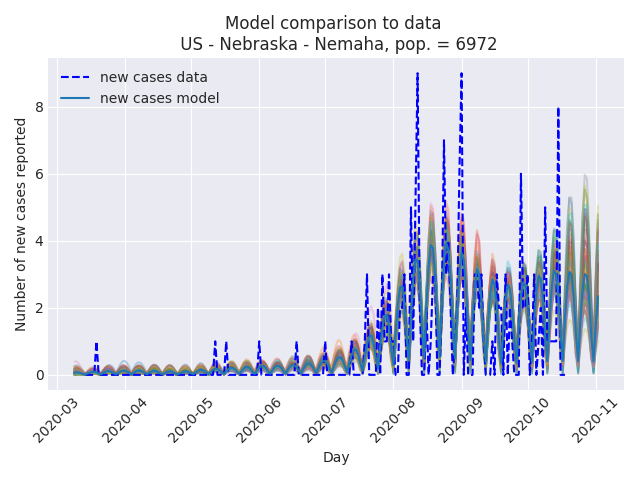 Model comparison to data
US - Nebraska - Nemaha, pop. = 6972
new cases data
new cases model
Number of new cases reported
8
6
4
2
0
2020-03
2020-04
2020-05
2020-06
2020-07
2020-08
2020-09
2020-10
2020-11
Day